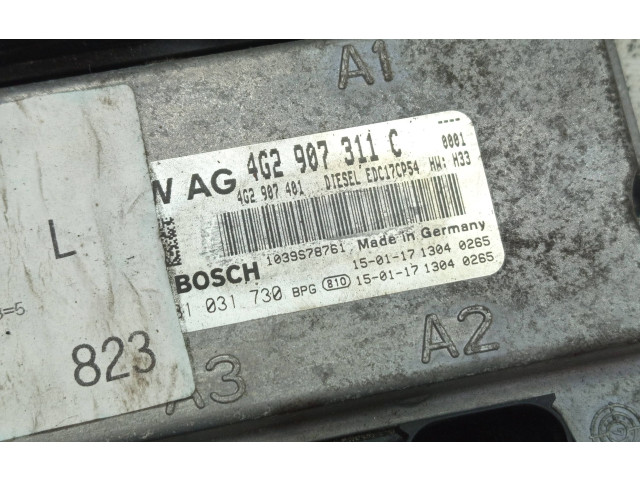 A1
W AG 4G2 907 311 C 0001
4G2 907 401 DIESEL EDC17CP54 HW: H33
1039S78761 Made in Germany
BOSCH 15-01-17 1304 0265
031 730 BPG 810 15-01-17 1304 0265
L
=5
823
A3
A2